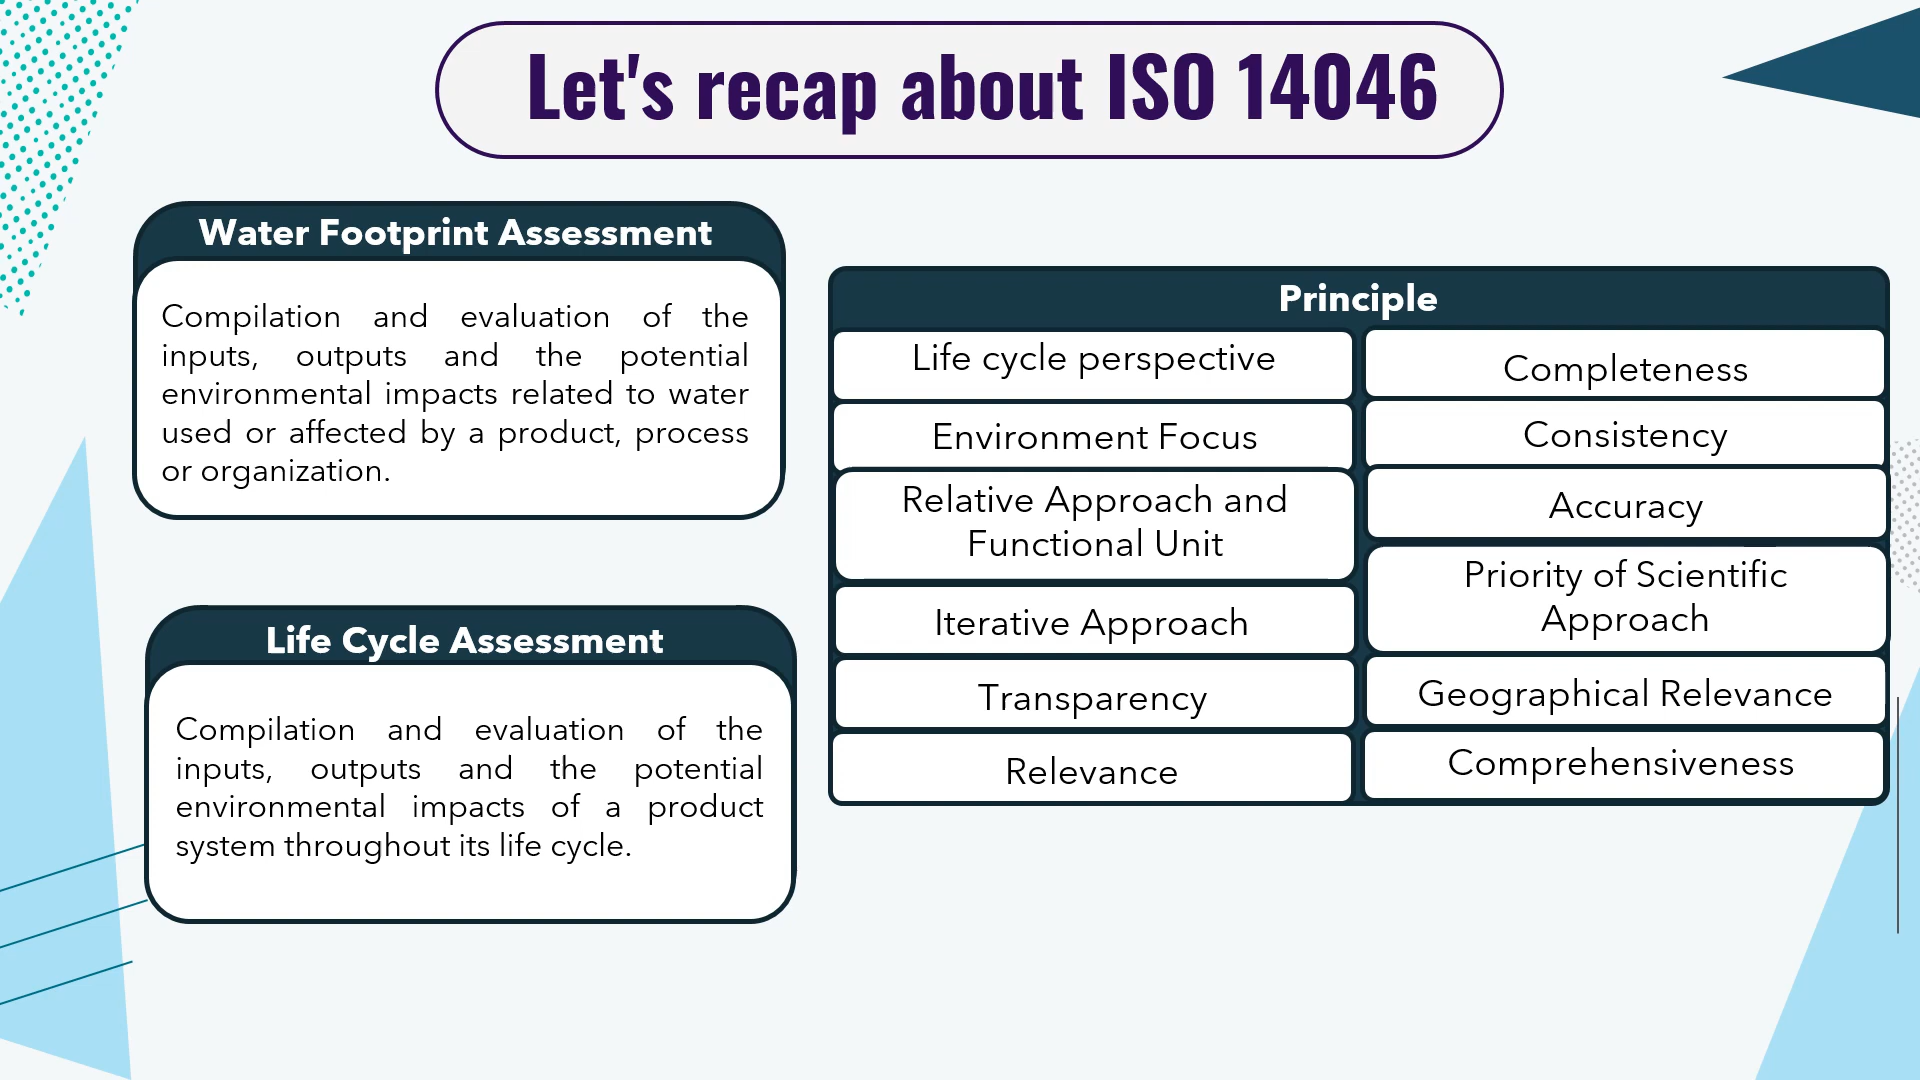 Let's recap about ISO 14046
Water Footprint Assessment
Compilation and evaluation of the
inputs, outputs and the potential
environmental impacts related to water
used or affected by a product, process
or organization.
Life Cycle Assessment
Compilation and evaluation of the
inputs, outputs and the potential
environmental impacts of a product
system throughout its life cycle.
Principle
Life cycle perspective
Environment Focus
Relative Approach and
Functional Unit
Iterative Approach
Transparency
Relevance
Completeness
Consistency
Accuracy
Priority of Scientific
Approach
Geographical Relevance
Comprehensiveness